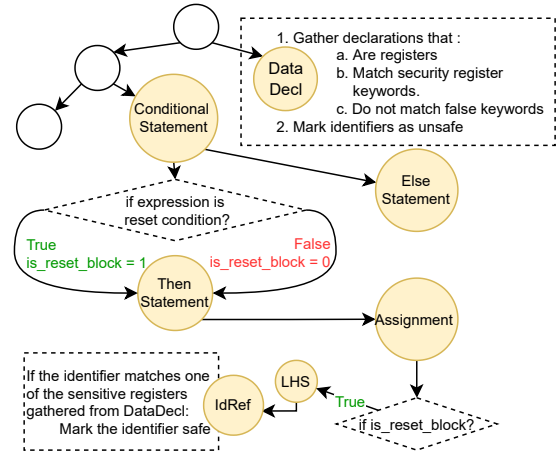 1. Gather declarations that :
a. Are registers
b. Match security register
keywords.
c. Do not match false keywords
2. Mark identifiers as unsafe
Data
Decl
Conditional
Statement
Else
Statement
if expression is
reset condition?
True
is_reset_block = 1
False
is_reset_block = 0
Then
Statement
Assignment
If the identifier matches one
of the sensitive registers
gathered from DataDecl:
Mark the identifier safe
IdRef
LHS
True
if is_reset_block?